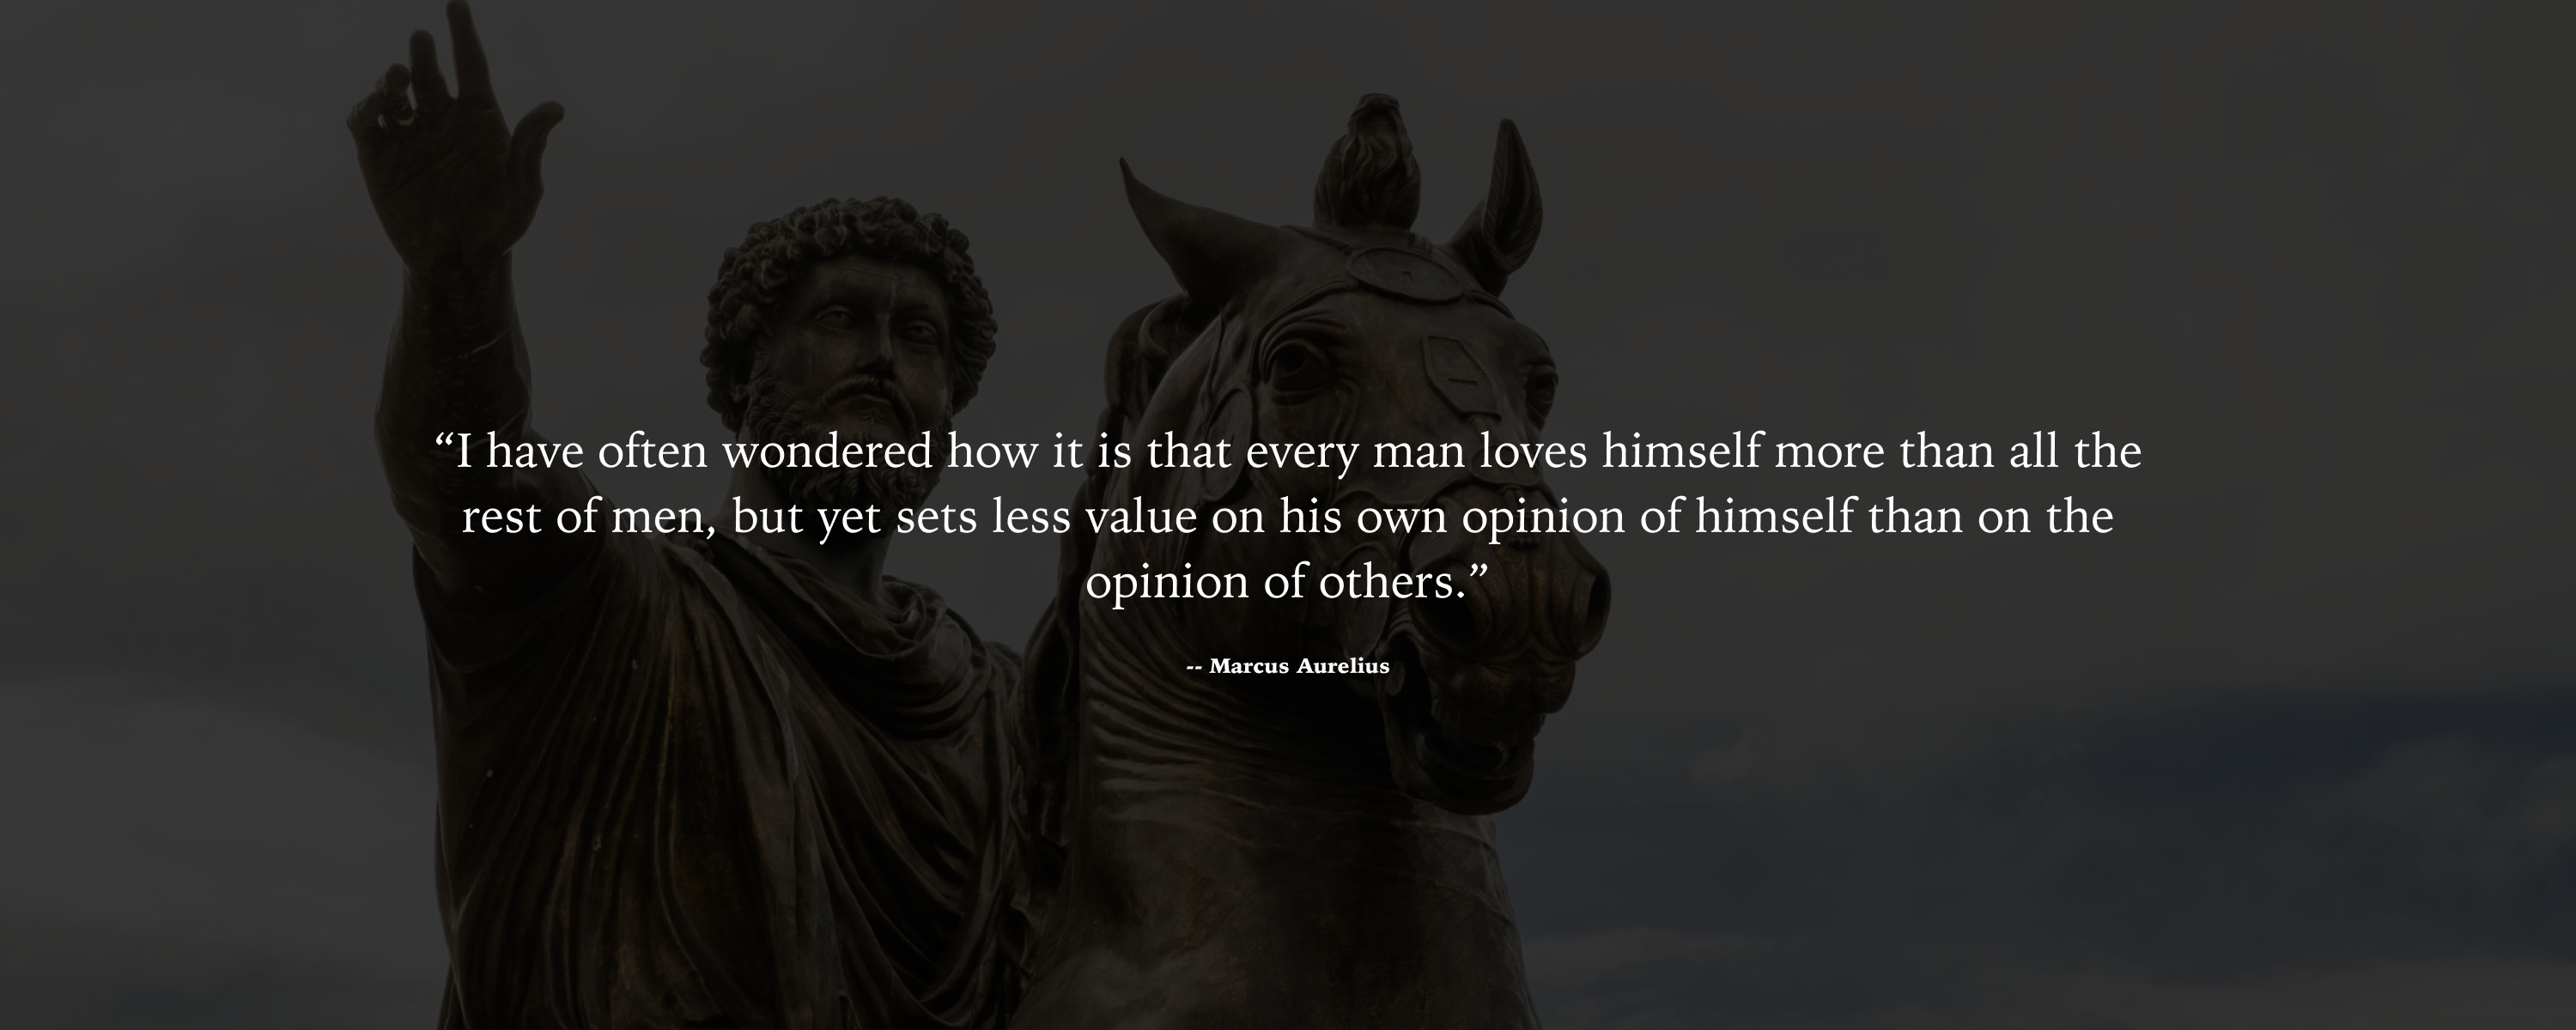 “I have often wondered how it is that every man loves himself more than all the
rest of men, but yet sets less value on his own opinion of himself than on the
opinion of others.”
-- Marcus Aurelius